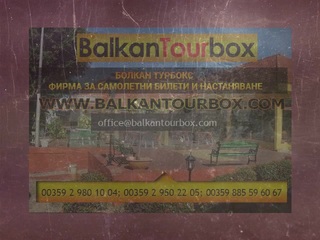 BalkanTourbox
БОЛКАН ТУРБОКС
ФИРМА ЗА САМОЛЕТНИ БИЛЕТИ И НАСТАНЯВАНЕ
WWW.BALKANTOURBOX.COM
office@balkantourbox.com
00359 2 980 10 04; 00359 2 950 22 05; 00359 885 59 60 67